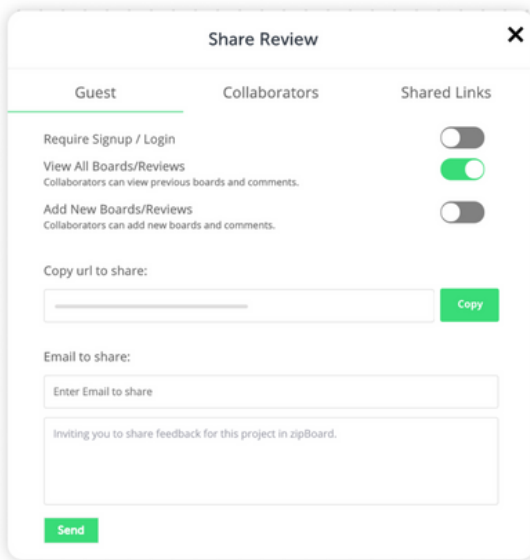 Share Review
Guest
Collaborators
Shared Links
Require Signup / Login
View All Boards/Reviews
Collaborators can view previous boards and comments.
Add New Boards/Reviews
Collaborators can add new boards and comments.
Copy url to share:
Copy
Email to share:
Enter Email to share
Inviting you to share feedback for this project in zipBoard.
Send